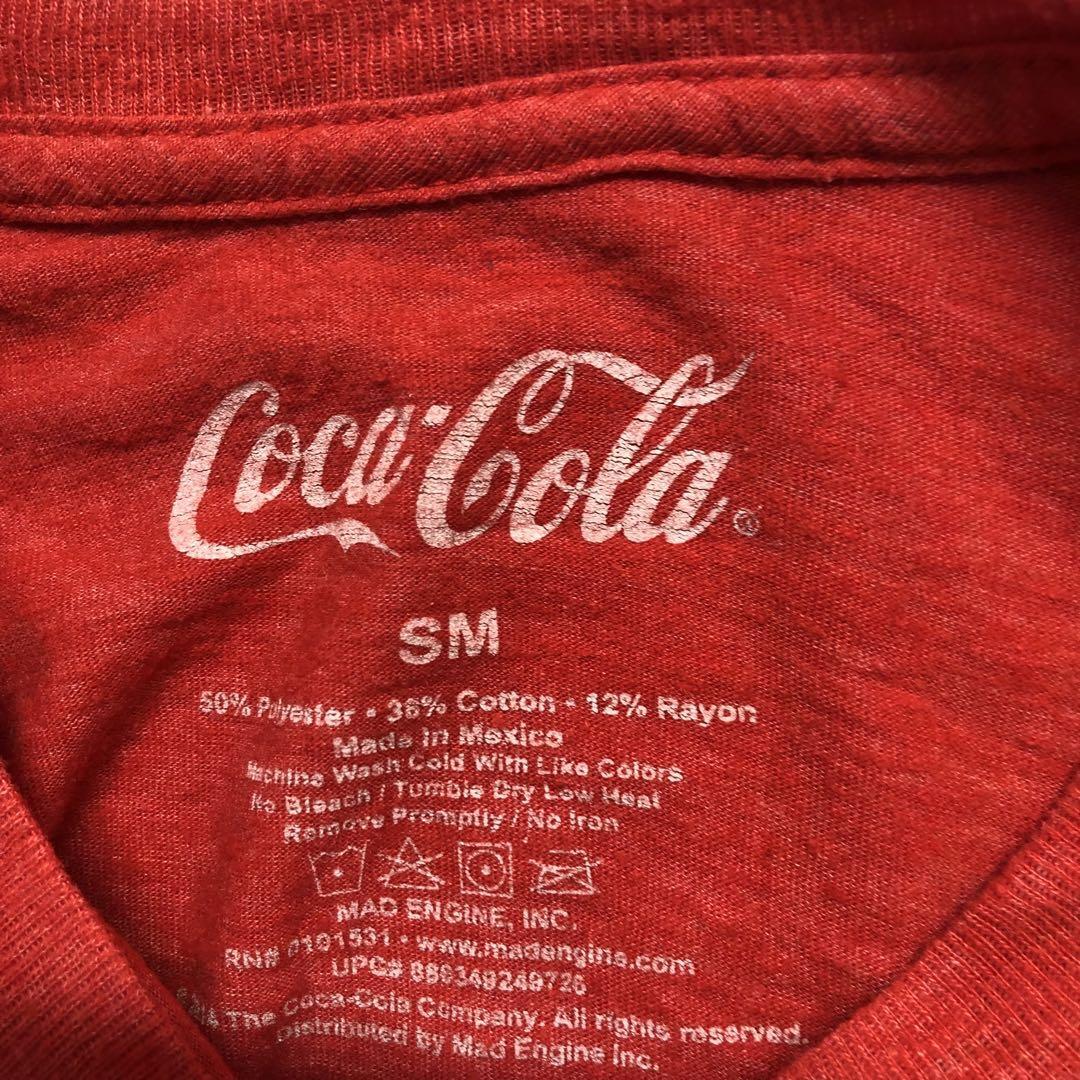 Coca-Cola®
SM
50% Polyester • 38% Cotton • 12% Rayon
Made In Mexico
Machine Wash Cold With Like Colors
No Bleach / Tumble Dry Low Heat
Remove Promptly / No Iron
MAD ENGINE, INC.
RN# 0101531 • www.madengine.com
UPC#
The Coca-Cola Company. All rights reserved.
Distributed by Mad Engine Inc.